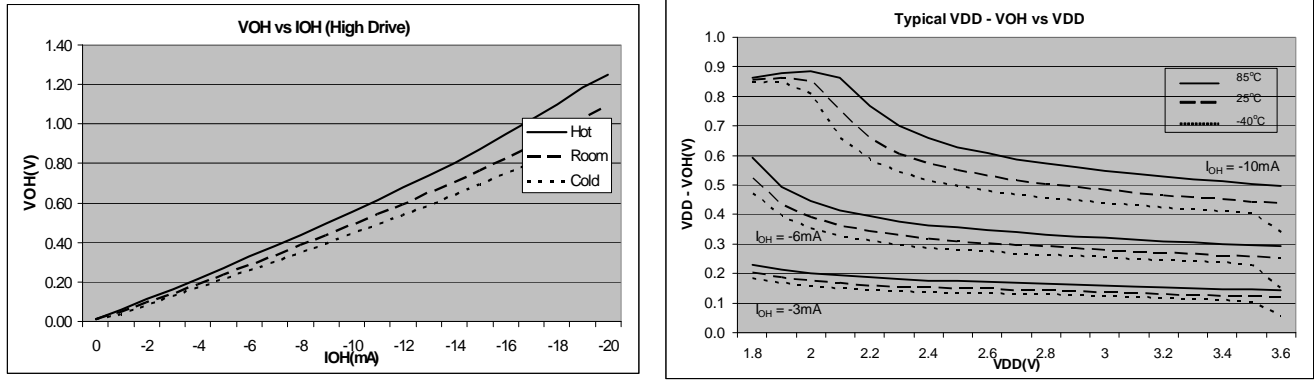 VOH vs IOH (High Drive)
VOH(V)
1.40
1.20
1.00
0.80
0.60
0.40
0.20
0.00
Hot
Room
Cold
0 -2 -4 -6 -8 -10 -12 -14 -16 -18 -20
IOH(mA)
Typical VDD - VOH vs VDD
VDD - VOH(V)
1.0
0.9
0.8
0.7
0.6
0.5
0.4
0.3
0.2
0.1
0.0
85°C
25°C
-40°C
IOH = -10mA
IOH = -6mA
IOH = -3mA
1.8 2 2.2 2.4 2.6 2.8 3 3.2 3.4 3.6
VDD(V)